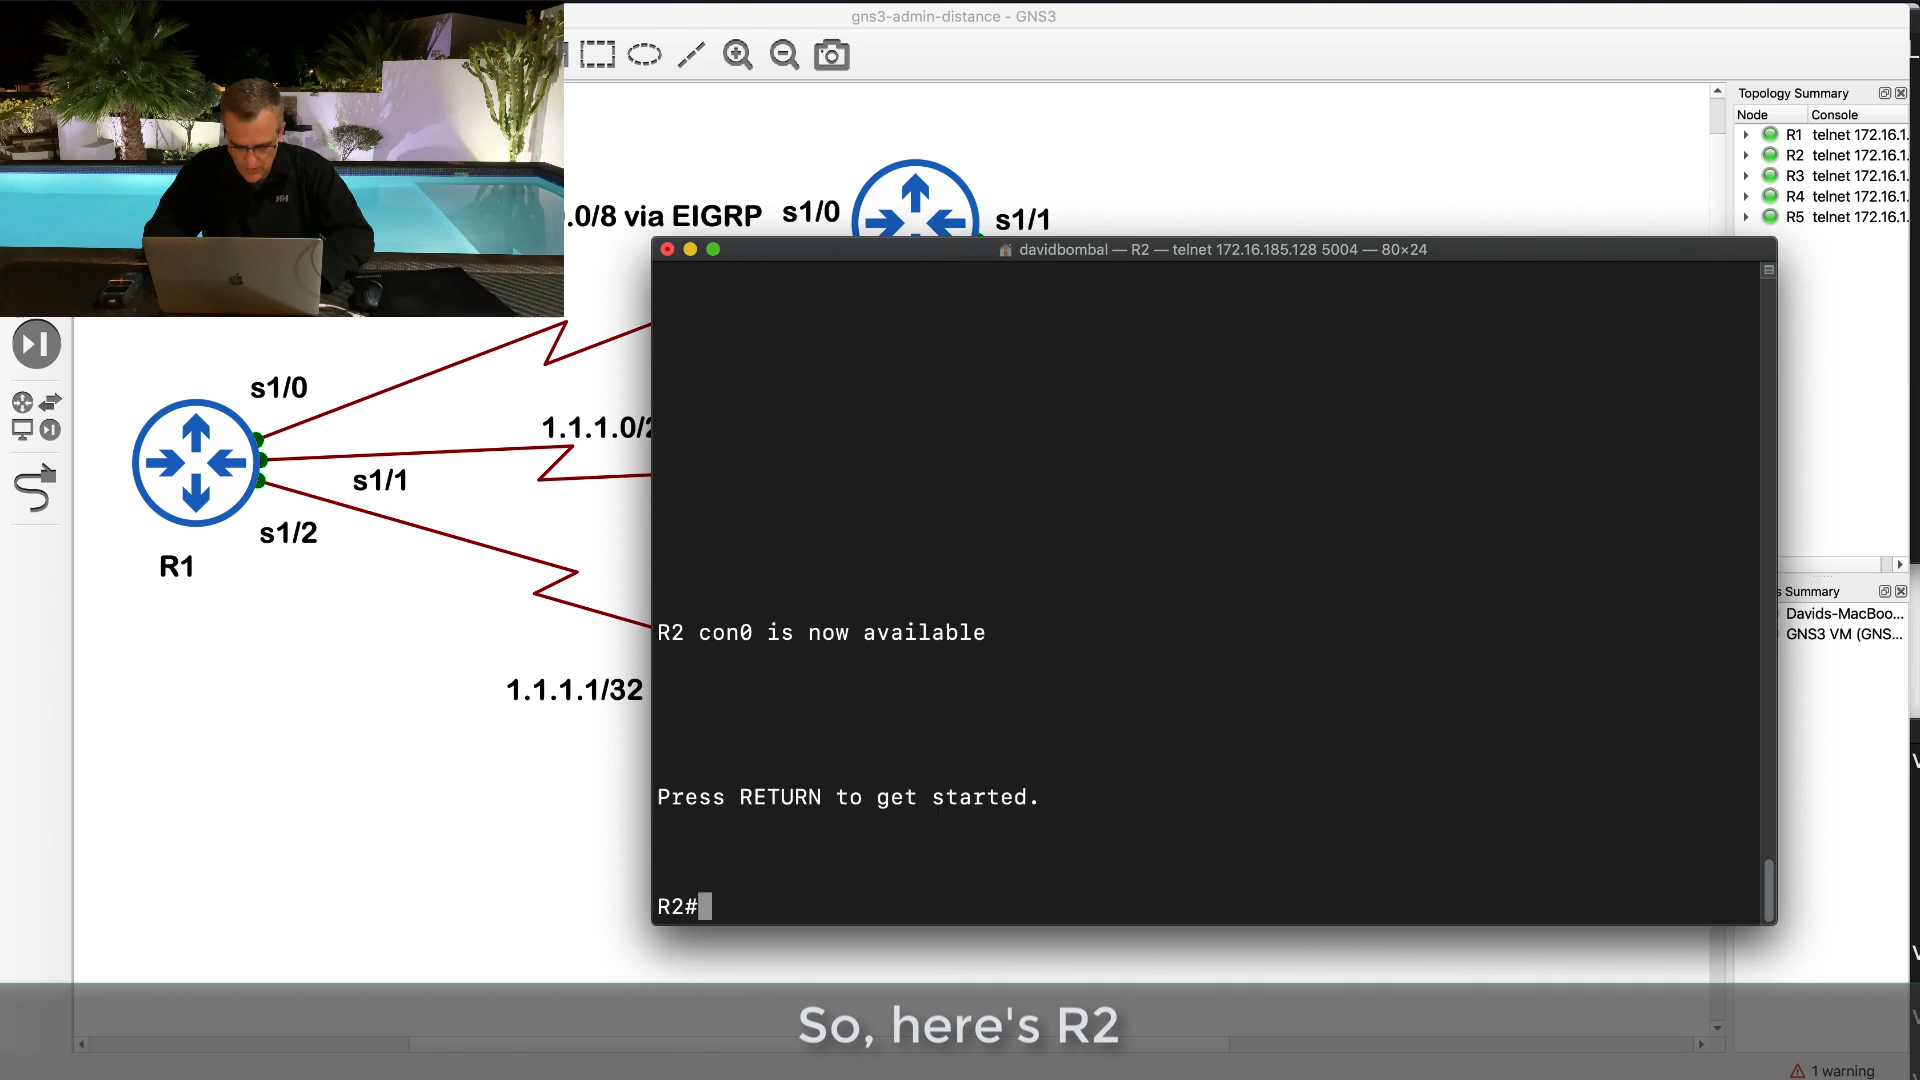 gns3-admin-distance - GNS3
Topology Summary
Node Console
R1 telnet 172.16.1.
R2 telnet 172.16.1.
R3 telnet 172.16.1.
R4 telnet 172.16.1.
R5 telnet 172.16.1.
.0/8 via EIGRP s1/0 s1/1
davidbombal — R2 — telnet 172.16.185.128 5004 — 80×24
s1/0
1.1.1.0/2
s1/1
s1/2
R1
1.1.1.1/32
R2 con0 is now available
Press RETURN to get started.
R2#
s Summary
Davids-MacBoo...
GNS3 VM (GNS...
So, here's R2
1 warning